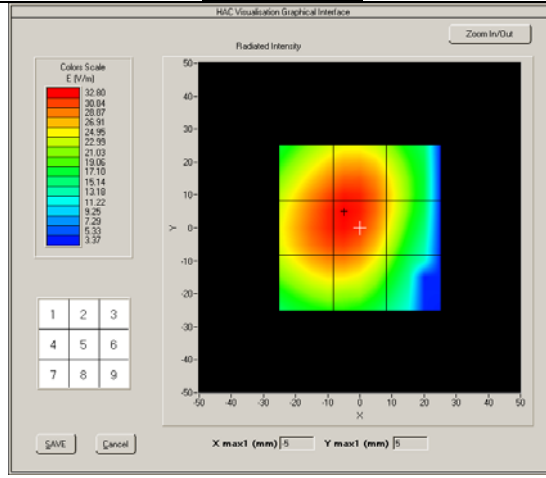 HAC Visualisation Graphical Interface
Zoom In/Out
Radiated Intensity
Colors Scale
E (V/m)
32.80
30.84
28.87
26.91
24.95
22.99
21.03
19.06
17.10
15.14
13.18
11.22
9.25
7.29
5.33
3.37
50
40
30
20
10
0
-10
-20
-30
-40
-50
Y
-50 -40 -30 -20 -10 0 10 20 30 40 50
X
1 2 3
4 5 6
7 8 9
SAVE Cancel X max1 (mm) -5 Y max1 (mm) 5